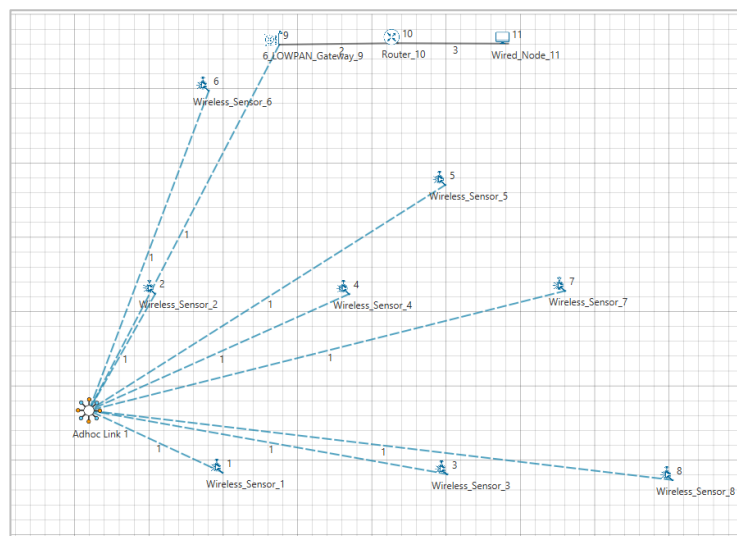 9
10
11
2
3
6_LOWPAN_Gateway_9
Router_10
Wired_Node_11
6
Wireless_Sensor_6
5
Wireless_Sensor_5
1
1
2
Wireless_Sensor_2
4
Wireless_Sensor_4
7
Wireless_Sensor_7
1
1
1
1
Adhoc Link 1
1
1
1
1
Wireless_Sensor_1
3
Wireless_Sensor_3
8
Wireless_Sensor_8